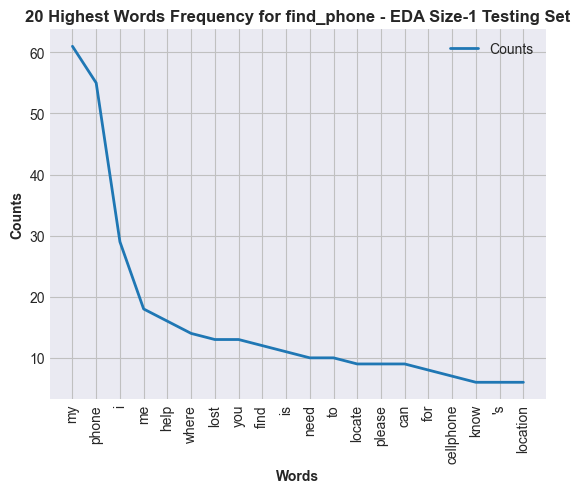 20 Highest Words Frequency for find_phone - EDA Size-1 Testing Set
Counts
60
50
40
30
20
10
Counts
my
phone
i
me
help
where
lost
you
find
is
need
to
locate
please
can
for
cellphone
know
's
location
Words